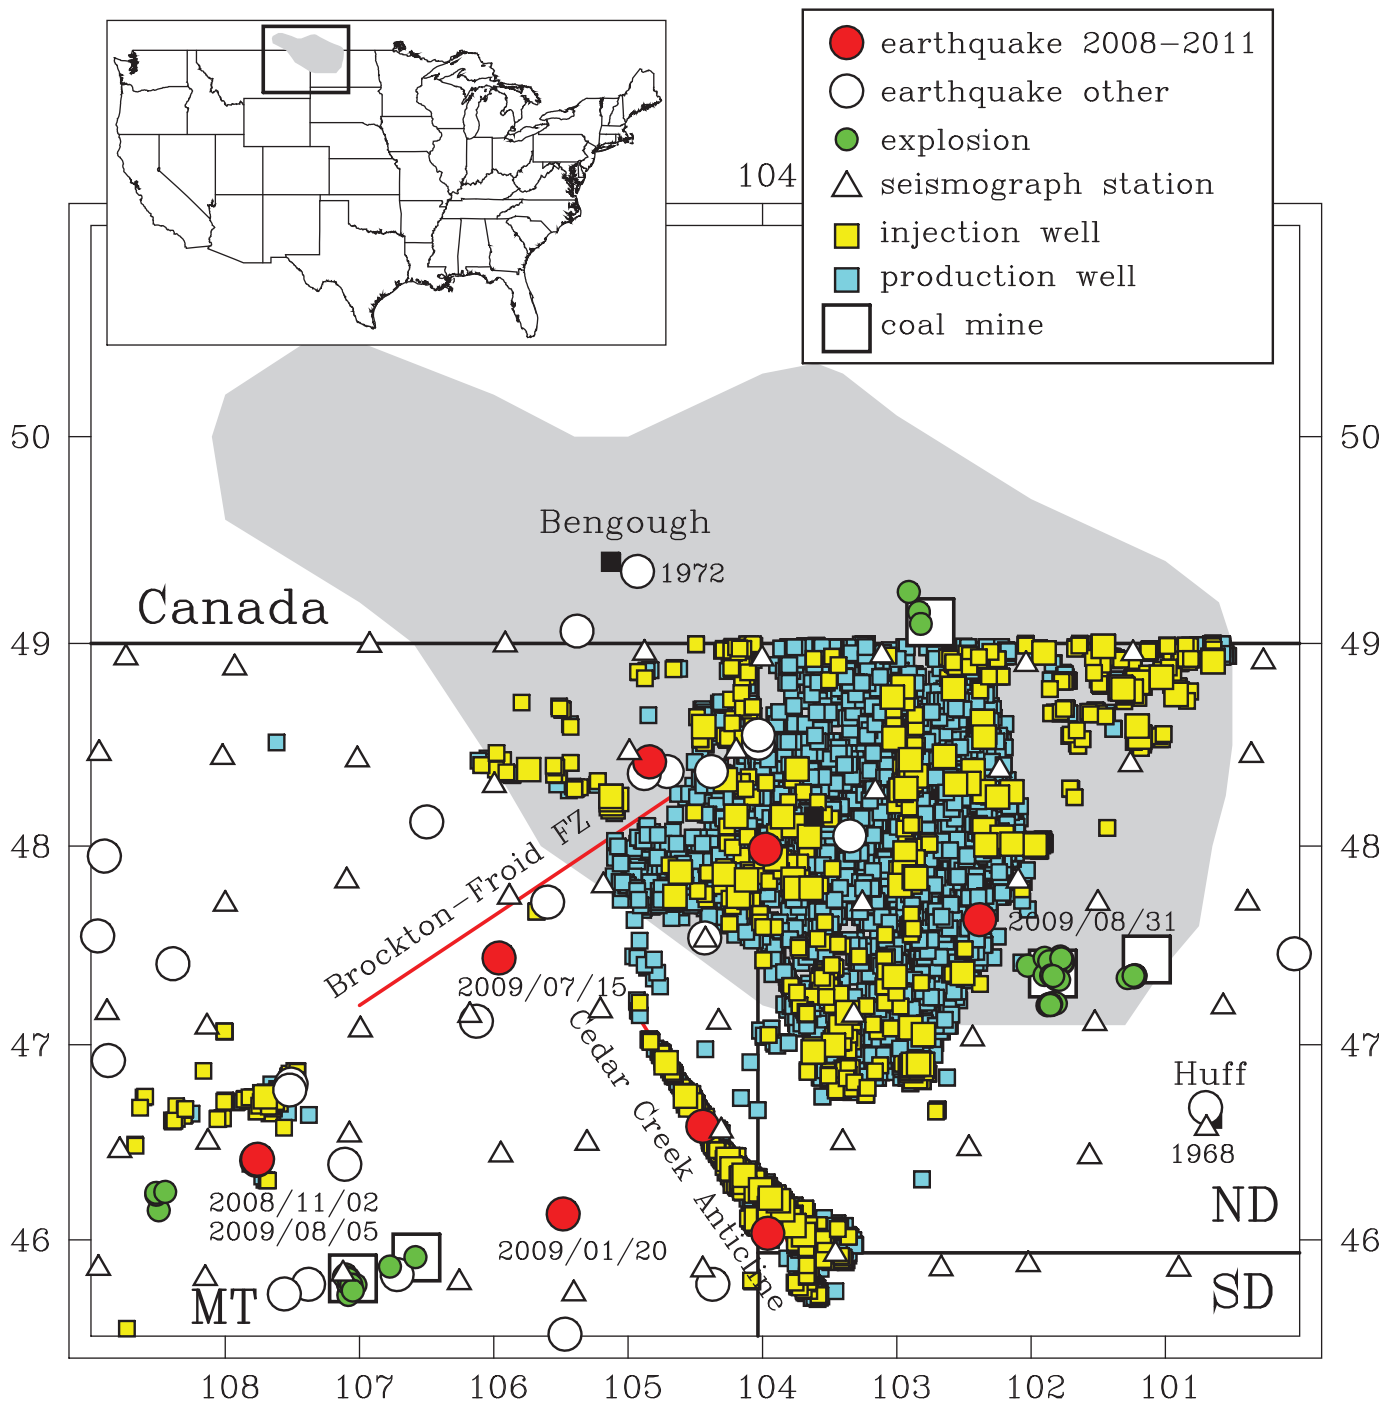 earthquake 2008-2011
earthquake other
explosion
seismograph station
injection well
production well
coal mine
104
50
50
Bengough
1972
Canada
49
49
48
48
Brockton-Froid FZ
2009/08/31
2009/07/15
47
47
Cedar Creek Anticline
Huff
1968
2008/11/02
2009/08/05
2009/01/20
ND
46
46
MT
SD
108
107
106
105
104
103
102
101